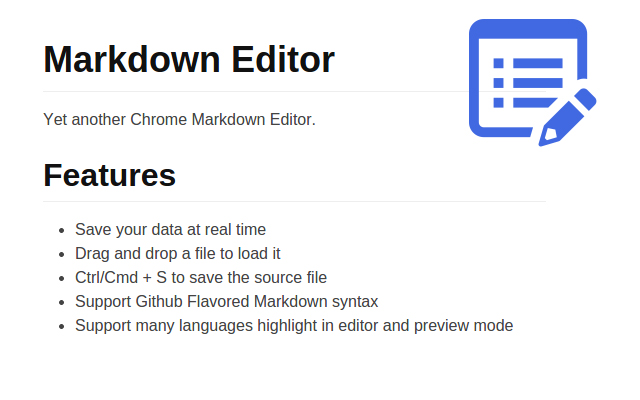 Markdown Editor
Yet another Chrome Markdown Editor.
Features
• Save your data at real time
• Drag and drop a file to load it
• Ctrl/Cmd + S to save the source file
• Support Github Flavored Markdown syntax
• Support many languages highlight in editor and preview mode